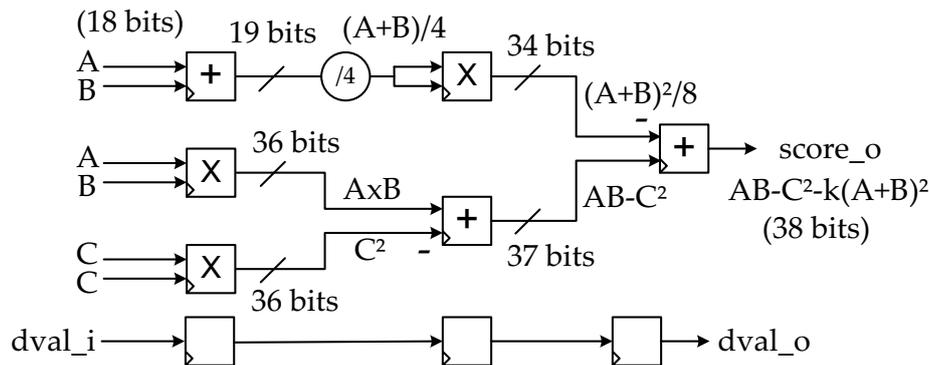 (18 bits)
19 bits
(A+B)/4
34 bits
A
B
+
/4
X
(A+B)²/8
-
+
score_o
AB-C²-k(A+B)²
(38 bits)
A
B
X
36 bits
AxB
+
AB-C²
37 bits
C
C
X
C²
-
36 bits
dval_i
dval_o